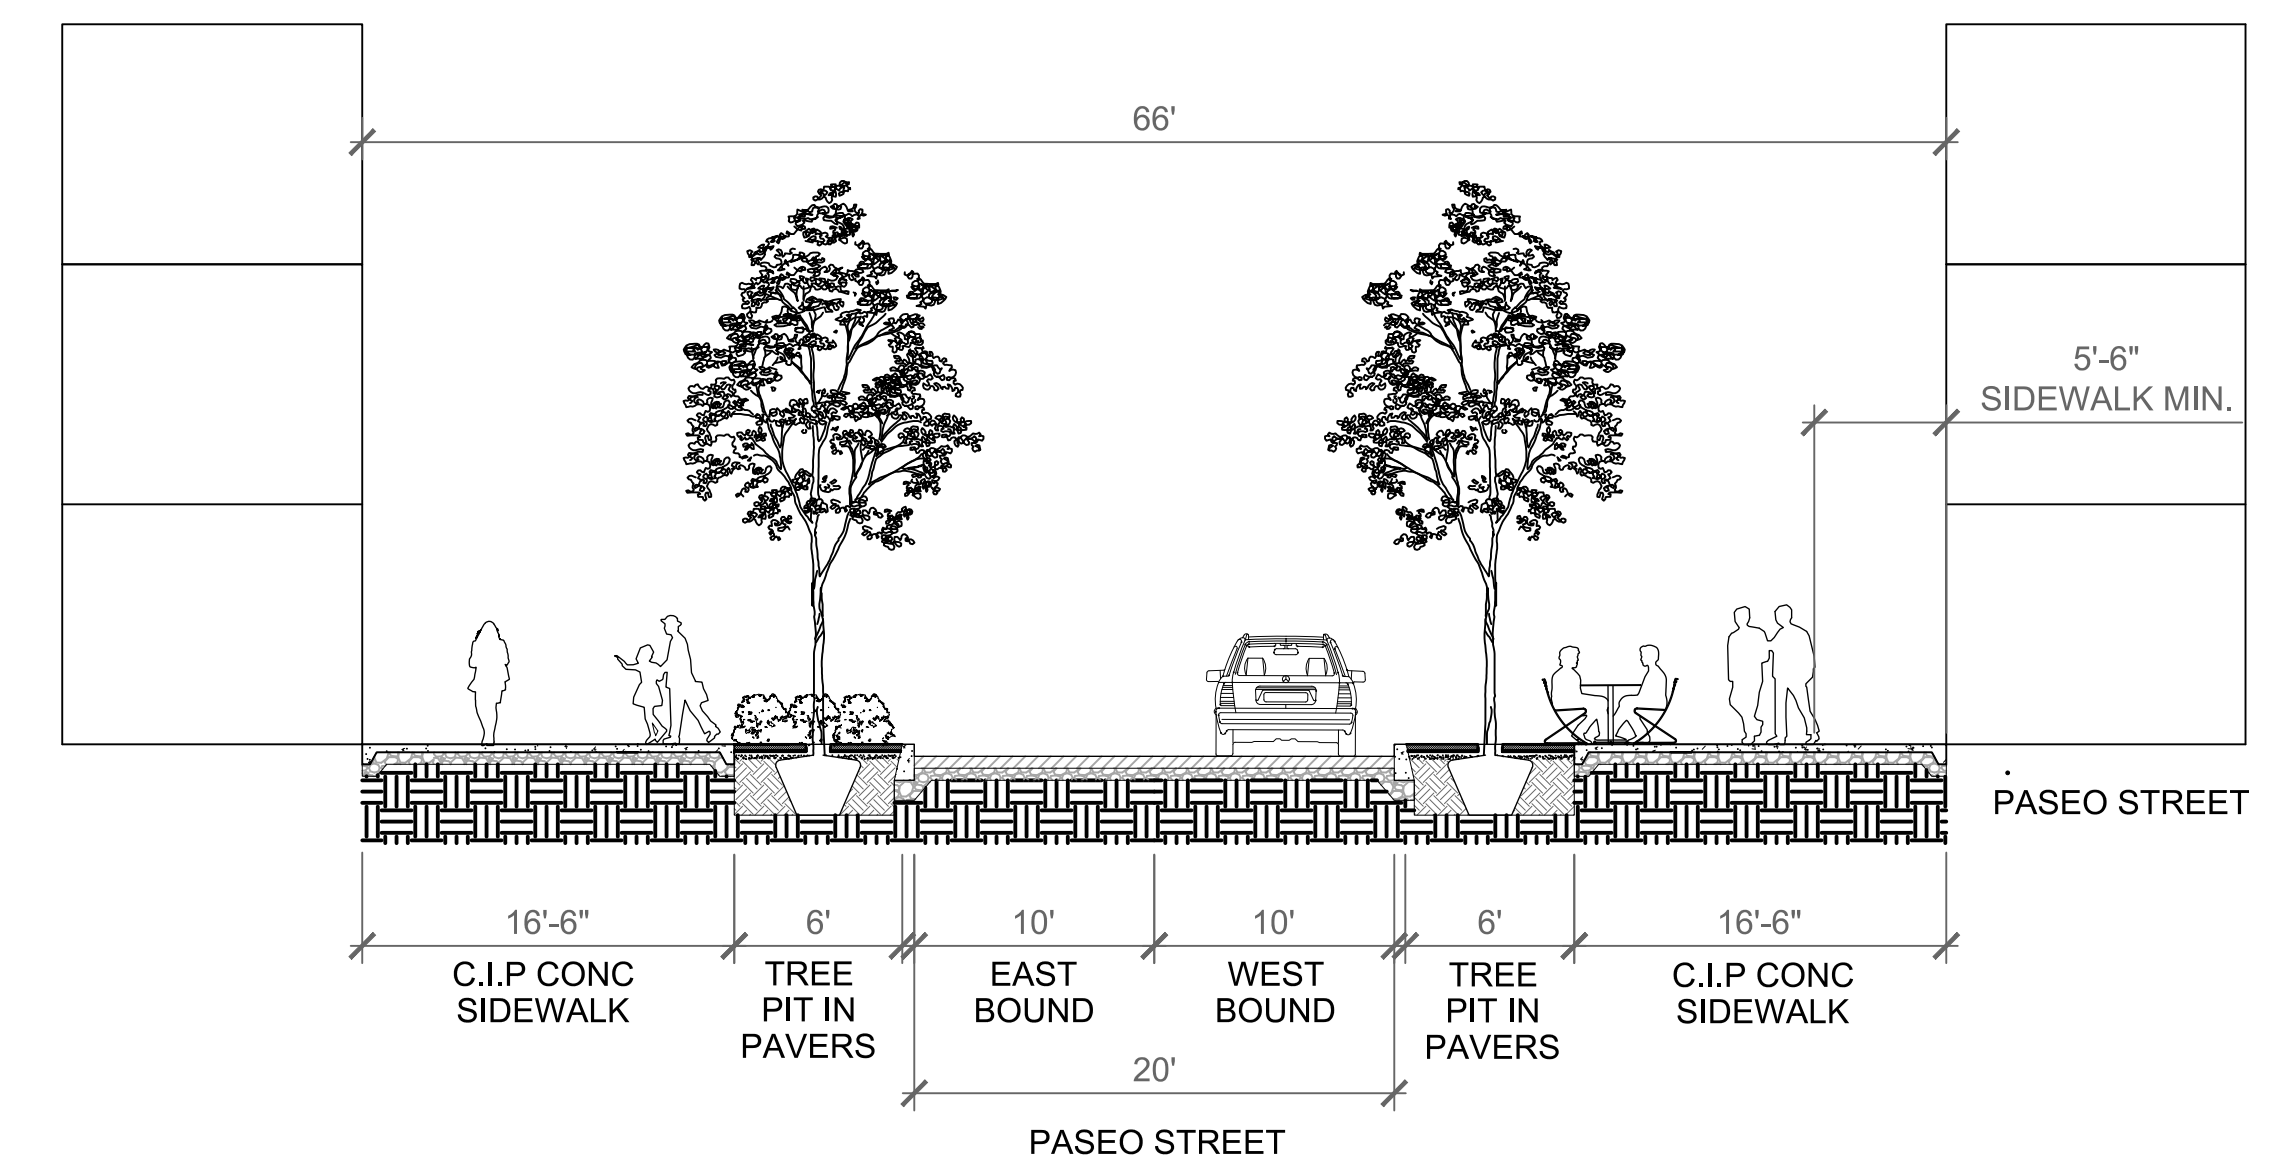 66'
5'-6"
SIDEWALK MIN.
PASEO STREET
16'-6"
6'
10'
10'
6'
16'-6"
C.I.P CONC
SIDEWALK
TREE
PIT IN
PAVERS
EAST
BOUND
WEST
BOUND
TREE
PIT IN
PAVERS
C.I.P CONC
SIDEWALK
20'
PASEO STREET